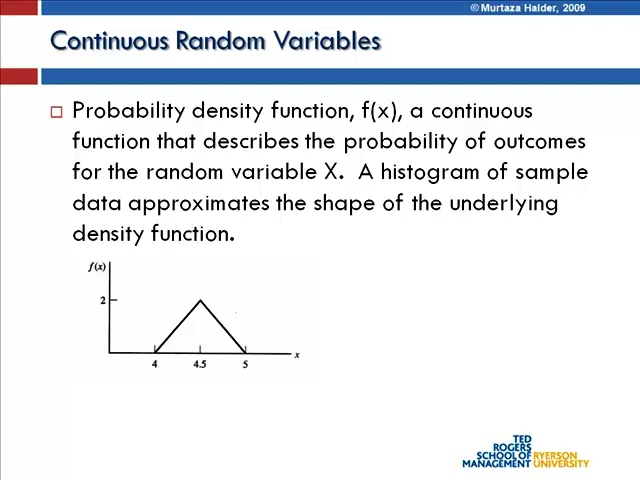 © Murtaza Haider, 2009
Continuous Random Variables
Probability density function, f(x), a continuous
function that describes the probability of outcomes
for the random variable X. A histogram of sample
data approximates the shape of the underlying
density function.
f(x)
2
x
4 4.5 5
TED
ROGERS
SCHOOL OF RYERSON
MANAGEMENT UNIVERSITY